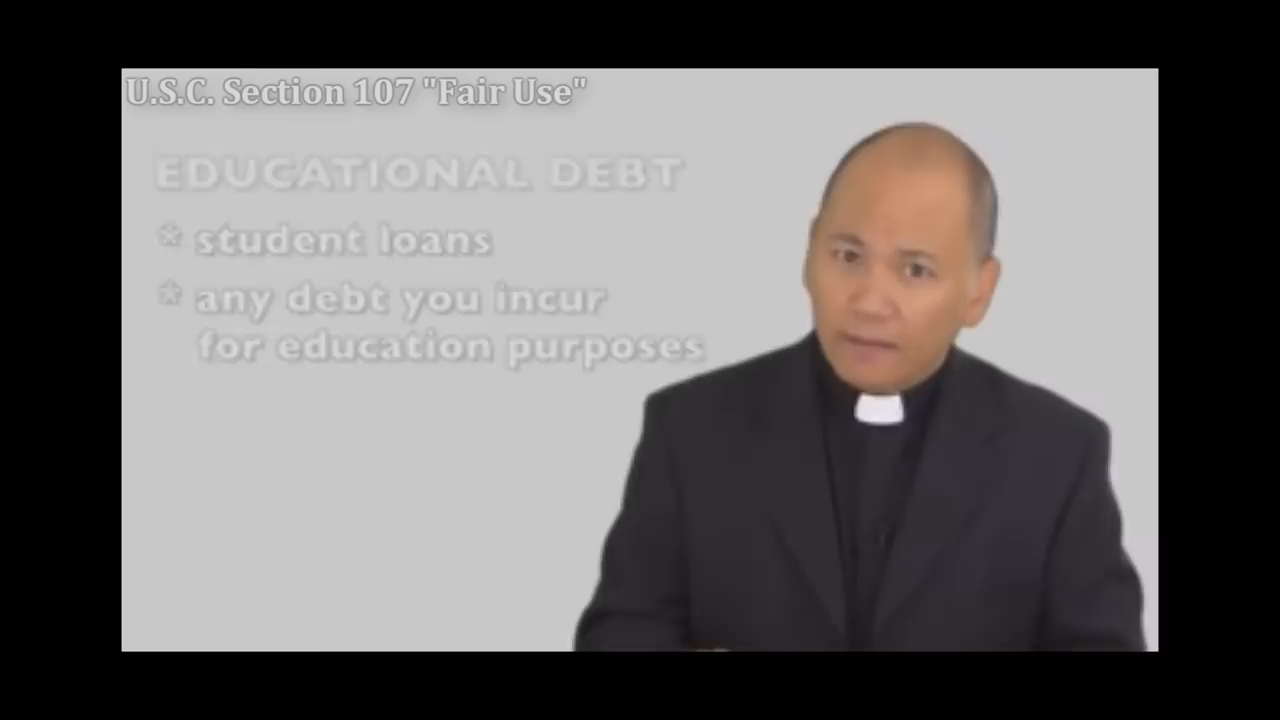 U.S.C. Section 107 "Fair Use"
EDUCATIONAL DEBT
* student loans
* any debt you incur
for education purposes